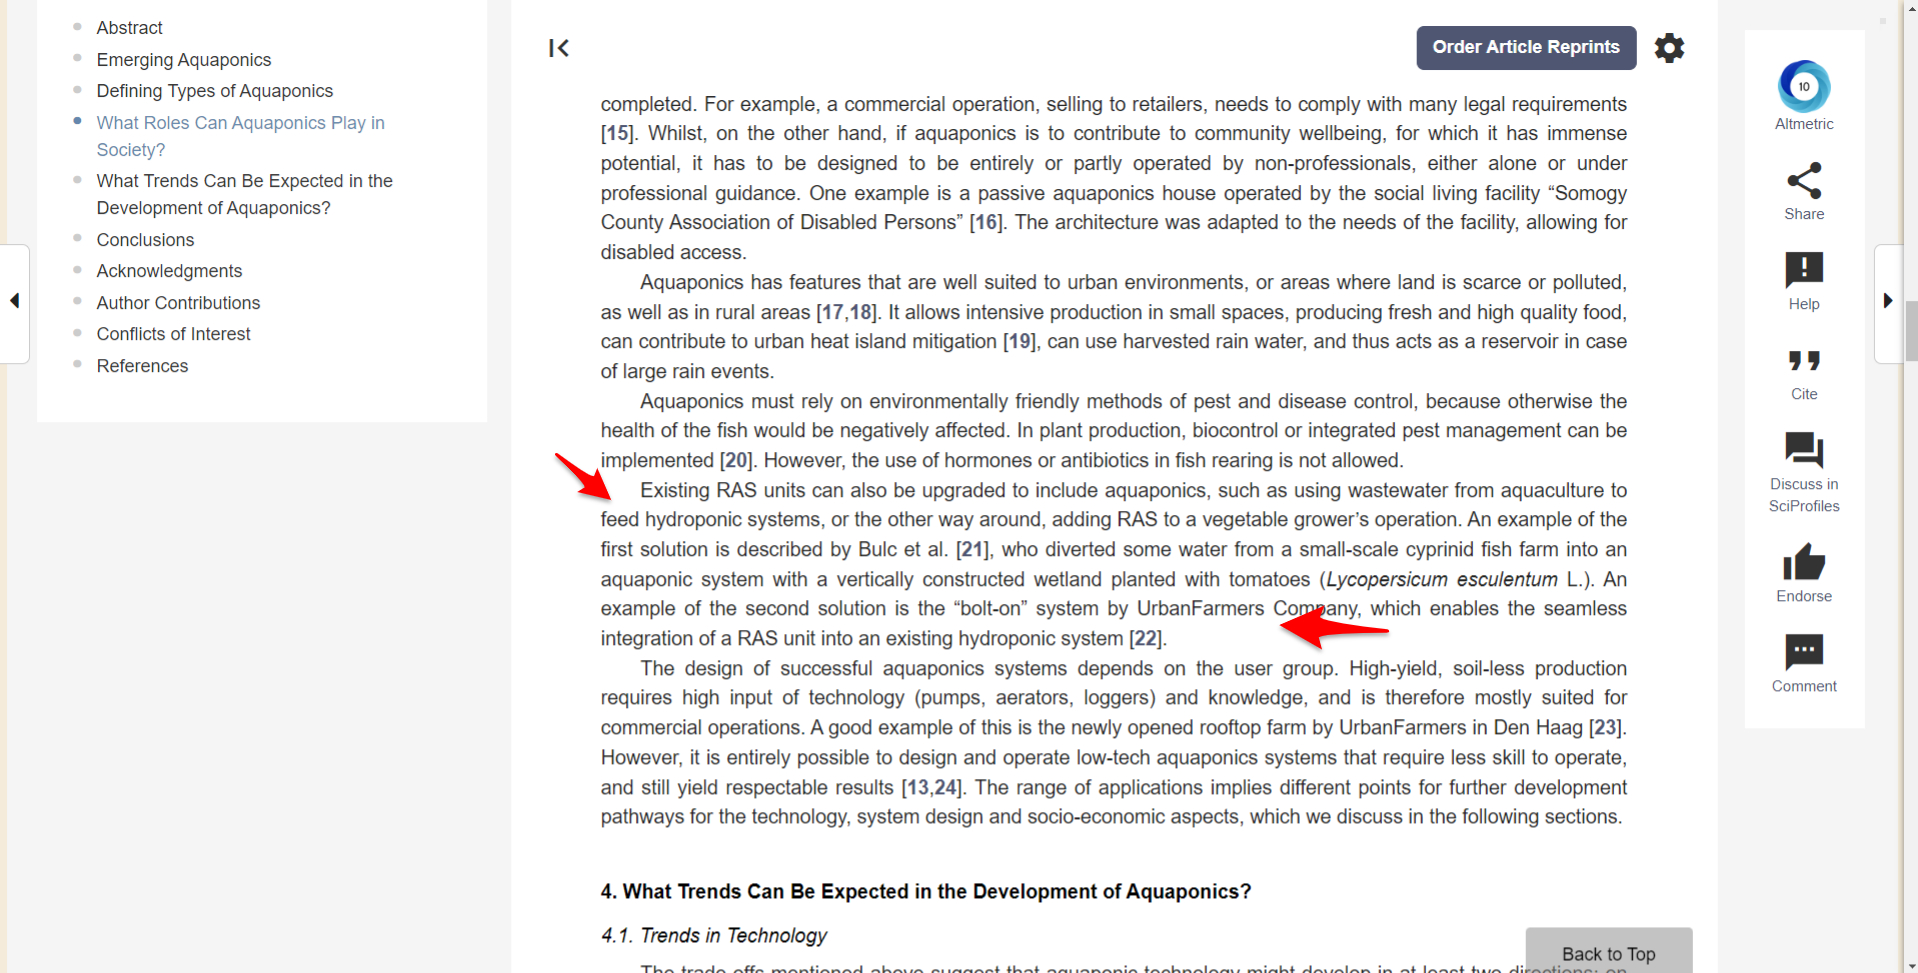 Abstract
Emerging Aquaponics
Defining Types of Aquaponics
What Roles Can Aquaponics Play in
Society?
What Trends Can Be Expected in the
Development of Aquaponics?
Conclusions
Acknowledgments
Author Contributions
Conflicts of Interest
References
Order Article Reprints
completed. For example, a commercial operation, selling to retailers, needs to comply with many legal requirements
[15]. Whilst, on the other hand, if aquaponics is to contribute to community wellbeing, for which it has immense
potential, it has to be designed to be entirely or partly operated by non-professionals, either alone or under
professional guidance. One example is a passive aquaponics house operated by the social living facility “Somogy
County Association of Disabled Persons” [16]. The architecture was adapted to the needs of the facility, allowing for
disabled access.
Aquaponics has features that are well suited to urban environments, or areas where land is scarce or polluted,
as well as in rural areas [17,18]. It allows intensive production in small spaces, producing fresh and high quality food,
can contribute to urban heat island mitigation [19], can use harvested rain water, and thus acts as a reservoir in case
of large rain events.
Aquaponics must rely on environmentally friendly methods of pest and disease control, because otherwise the
health of the fish would be negatively affected. In plant production, biocontrol or integrated pest management can be
implemented [20]. However, the use of hormones or antibiotics in fish rearing is not allowed.
Existing RAS units can also be upgraded to include aquaponics, such as using wastewater from aquaculture to
feed hydroponic systems, or the other way around, adding RAS to a vegetable grower’s operation. An example of the
first solution is described by Bulc et al. [21], who diverted some water from a small-scale cyprinid fish farm into an
aquaponic system with a vertically constructed wetland planted with tomatoes (Lycopersicum esculentum L.). An
example of the second solution is the “bolt-on” system by UrbanFarmers Company, which enables the seamless
integration of a RAS unit into an existing hydroponic system [22].
The design of successful aquaponics systems depends on the user group. High-yield, soil-less production
requires high input of technology (pumps, aerators, loggers) and knowledge, and is therefore mostly suited for
commercial operations. A good example of this is the newly opened rooftop farm by UrbanFarmers in Den Haag [23].
However, it is entirely possible to design and operate low-tech aquaponics systems that require less skill to operate,
and still yield respectable results [13,24]. The range of applications implies different points for further development
pathways for the technology, system design and socio-economic aspects, which we discuss in the following sections.
4. What Trends Can Be Expected in the Development of Aquaponics?
4.1. Trends in Technology
The trade-offs mentioned above suggest that aquaponic technology might develop in at least two directions: on
Back to Top
10
Altmetric
Share
Help
Cite
Discuss in
SciProfiles
Endorse
Comment